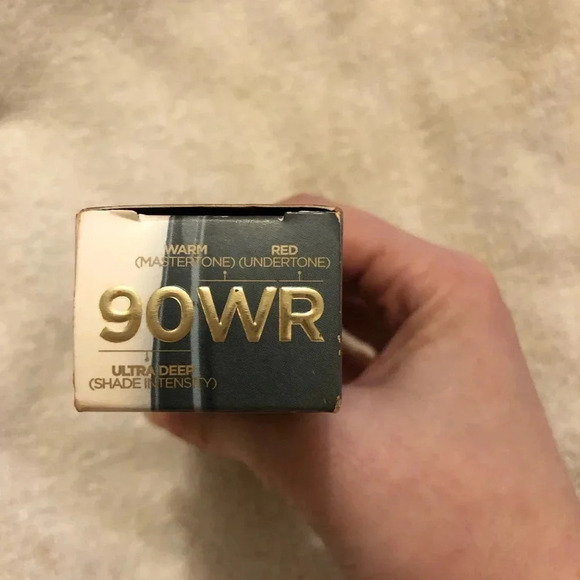 WARM RED
(MASTERTONE) (UNDERTONE)
90WR
ULTRA DEEP
(SHADE INTENSITY)